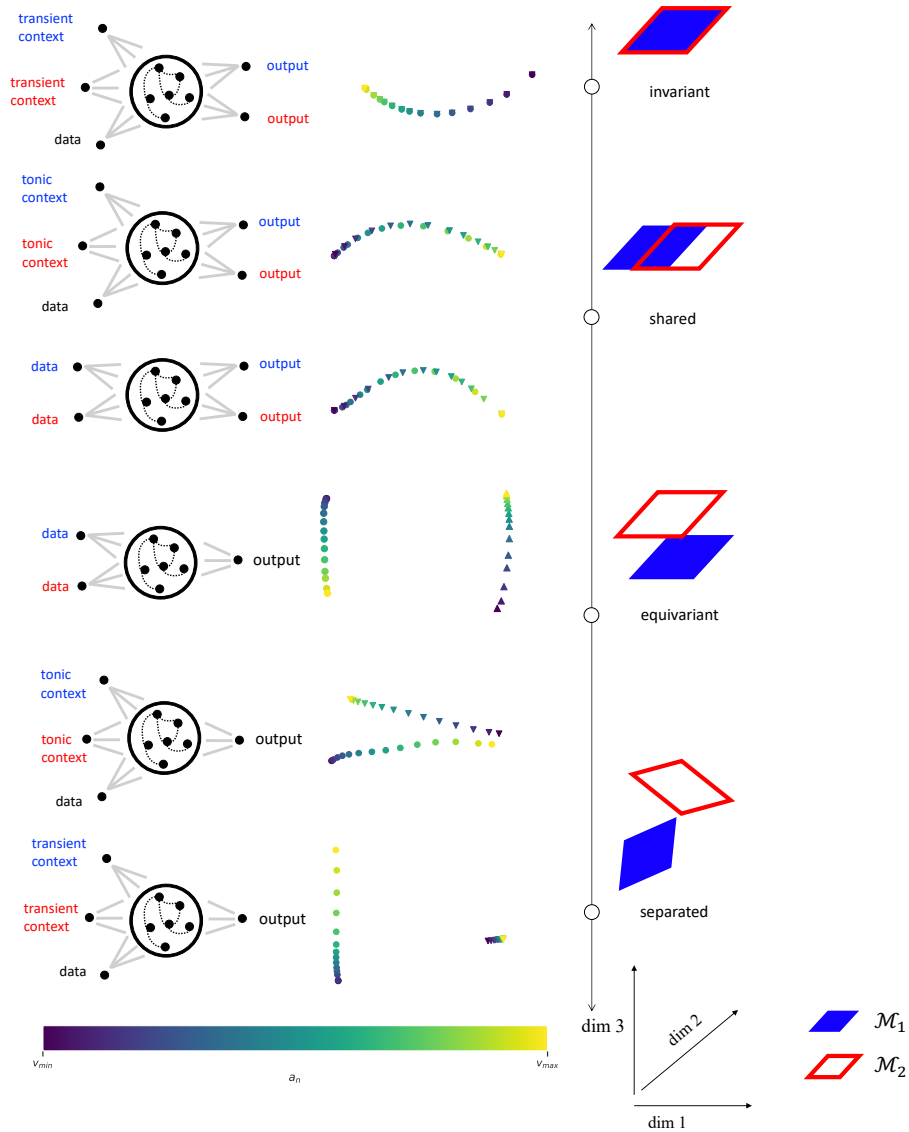 transient
context
transient
context
data
output
output
invariant
tonic
context
tonic
context
data
output
output
shared
data
data
output
output
data
data
output
equivariant
tonic
context
tonic
context
data
output
transient
context
transient
context
data
output
separated
dim 3
dim 2
dim 1
v_min
v_max
a_n
ℳ₁
ℳ₂